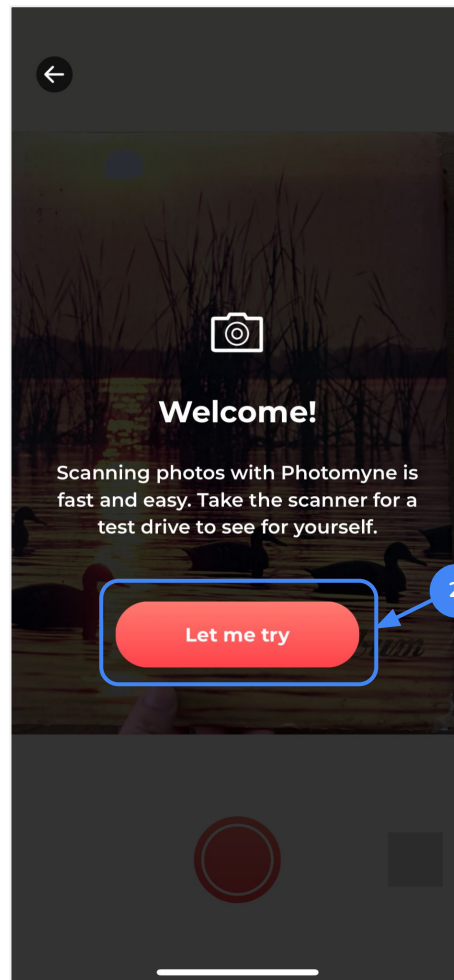 Welcome!
Scanning photos with Photomyne is
fast and easy. Take the scanner for a
test drive to see for yourself.
Let me try
2